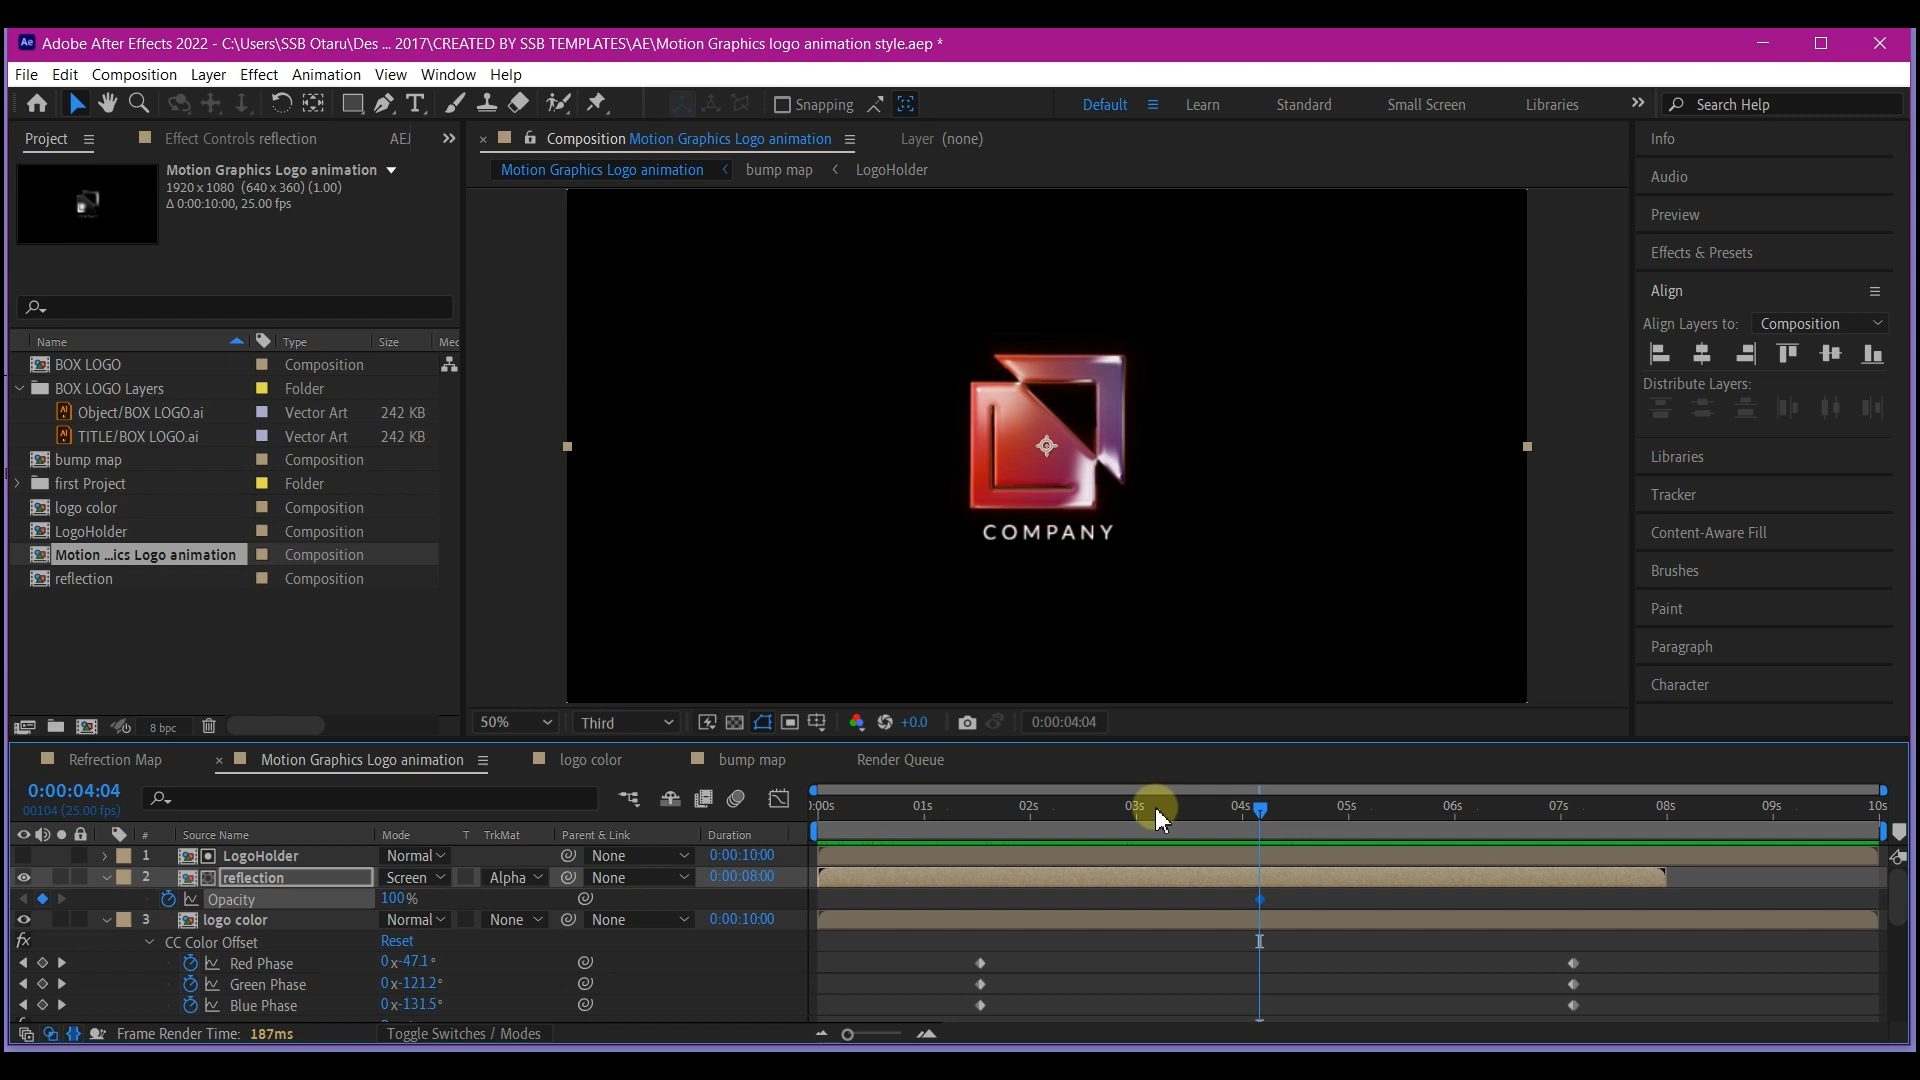 Ae Adobe After Effects 2022 - C:\Users\SSB Otaru\Des ... 2017\CREATED BY SSB TEMPLATES\AE\Motion Graphics logo animation style.aep *
File Edit Composition Layer Effect Animation View Window Help
Snapping Default Learn Standard Small Screen Libraries Search Help
Project Effect Controls reflection Composition Motion Graphics Logo animation Layer (none)
Motion Graphics Logo animation bump map LogoHolder
Motion Graphics Logo animation
1920 x 1080 (640 x 360) (1.00)
Δ 0:00:10:00, 25.00 fps
Name Type Size
BOX LOGO Composition
BOX LOGO Layers Folder
Object/BOX LOGO.ai Vector Art 242 KB
TITLE/BOX LOGO.ai Vector Art 242 KB
bump map Composition
first Project Folder
logo color Composition
LogoHolder Composition
Motion ...ics Logo animation Composition
reflection Composition
8 bpc
COMPANY
50% Third +0.0 0:00:04:04
Info
Audio
Preview
Effects & Presets
Align
Align Layers to: Composition
Distribute Layers:
Libraries
Tracker
Content-Aware Fill
Brushes
Paint
Paragraph
Character
Refrection Map Motion Graphics Logo animation logo color bump map Render Queue
0:00:04:04
00104 (25.00 fps)
:00s 01s 02s 03s 04s 05s 06s 07s 08s 09s 10s
# Source Name Mode T TrkMat Parent & Link Duration
1 LogoHolder Normal None 0:00:10:00
2 reflection Screen Alpha None 0:00:08:00
Opacity 100%
3 logo color Normal None None 0:00:10:00
fx CC Color Offset Reset
Red Phase 0x-47.1°
Green Phase 0x-121.2°
Blue Phase 0x-131.5°
Frame Render Time: 187ms Toggle Switches / Modes